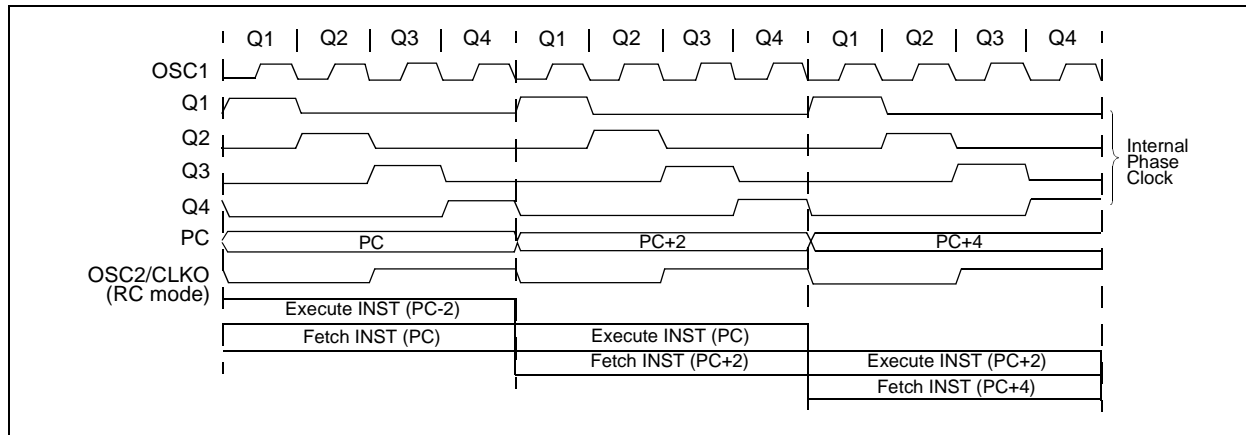 Q1 Q2 Q3 Q4 Q1 Q2 Q3 Q4 Q1 Q2 Q3 Q4
OSC1
Q1
Q2
Q3
Q4
Internal
Phase
Clock
PC PC PC+2 PC+4
OSC2/CLKO
(RC mode)
Execute INST (PC-2)
Fetch INST (PC) Execute INST (PC)
Fetch INST (PC+2) Execute INST (PC+2)
Fetch INST (PC+4)